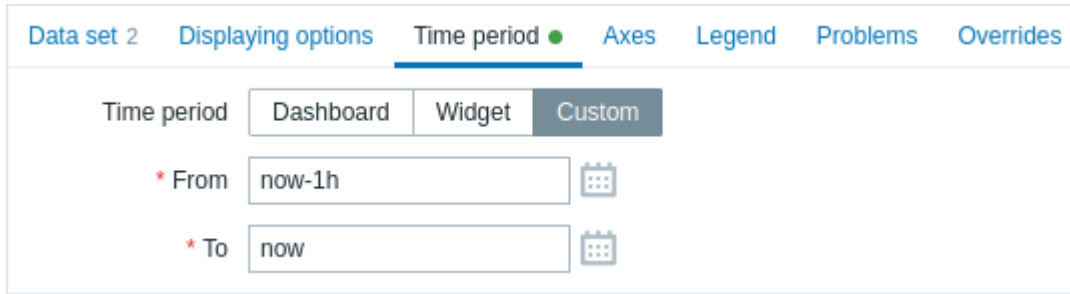 Data set 2 Displaying options Time period Axes Legend Problems Overrides
Time period Dashboard Widget Custom
* From now-1h
* To now